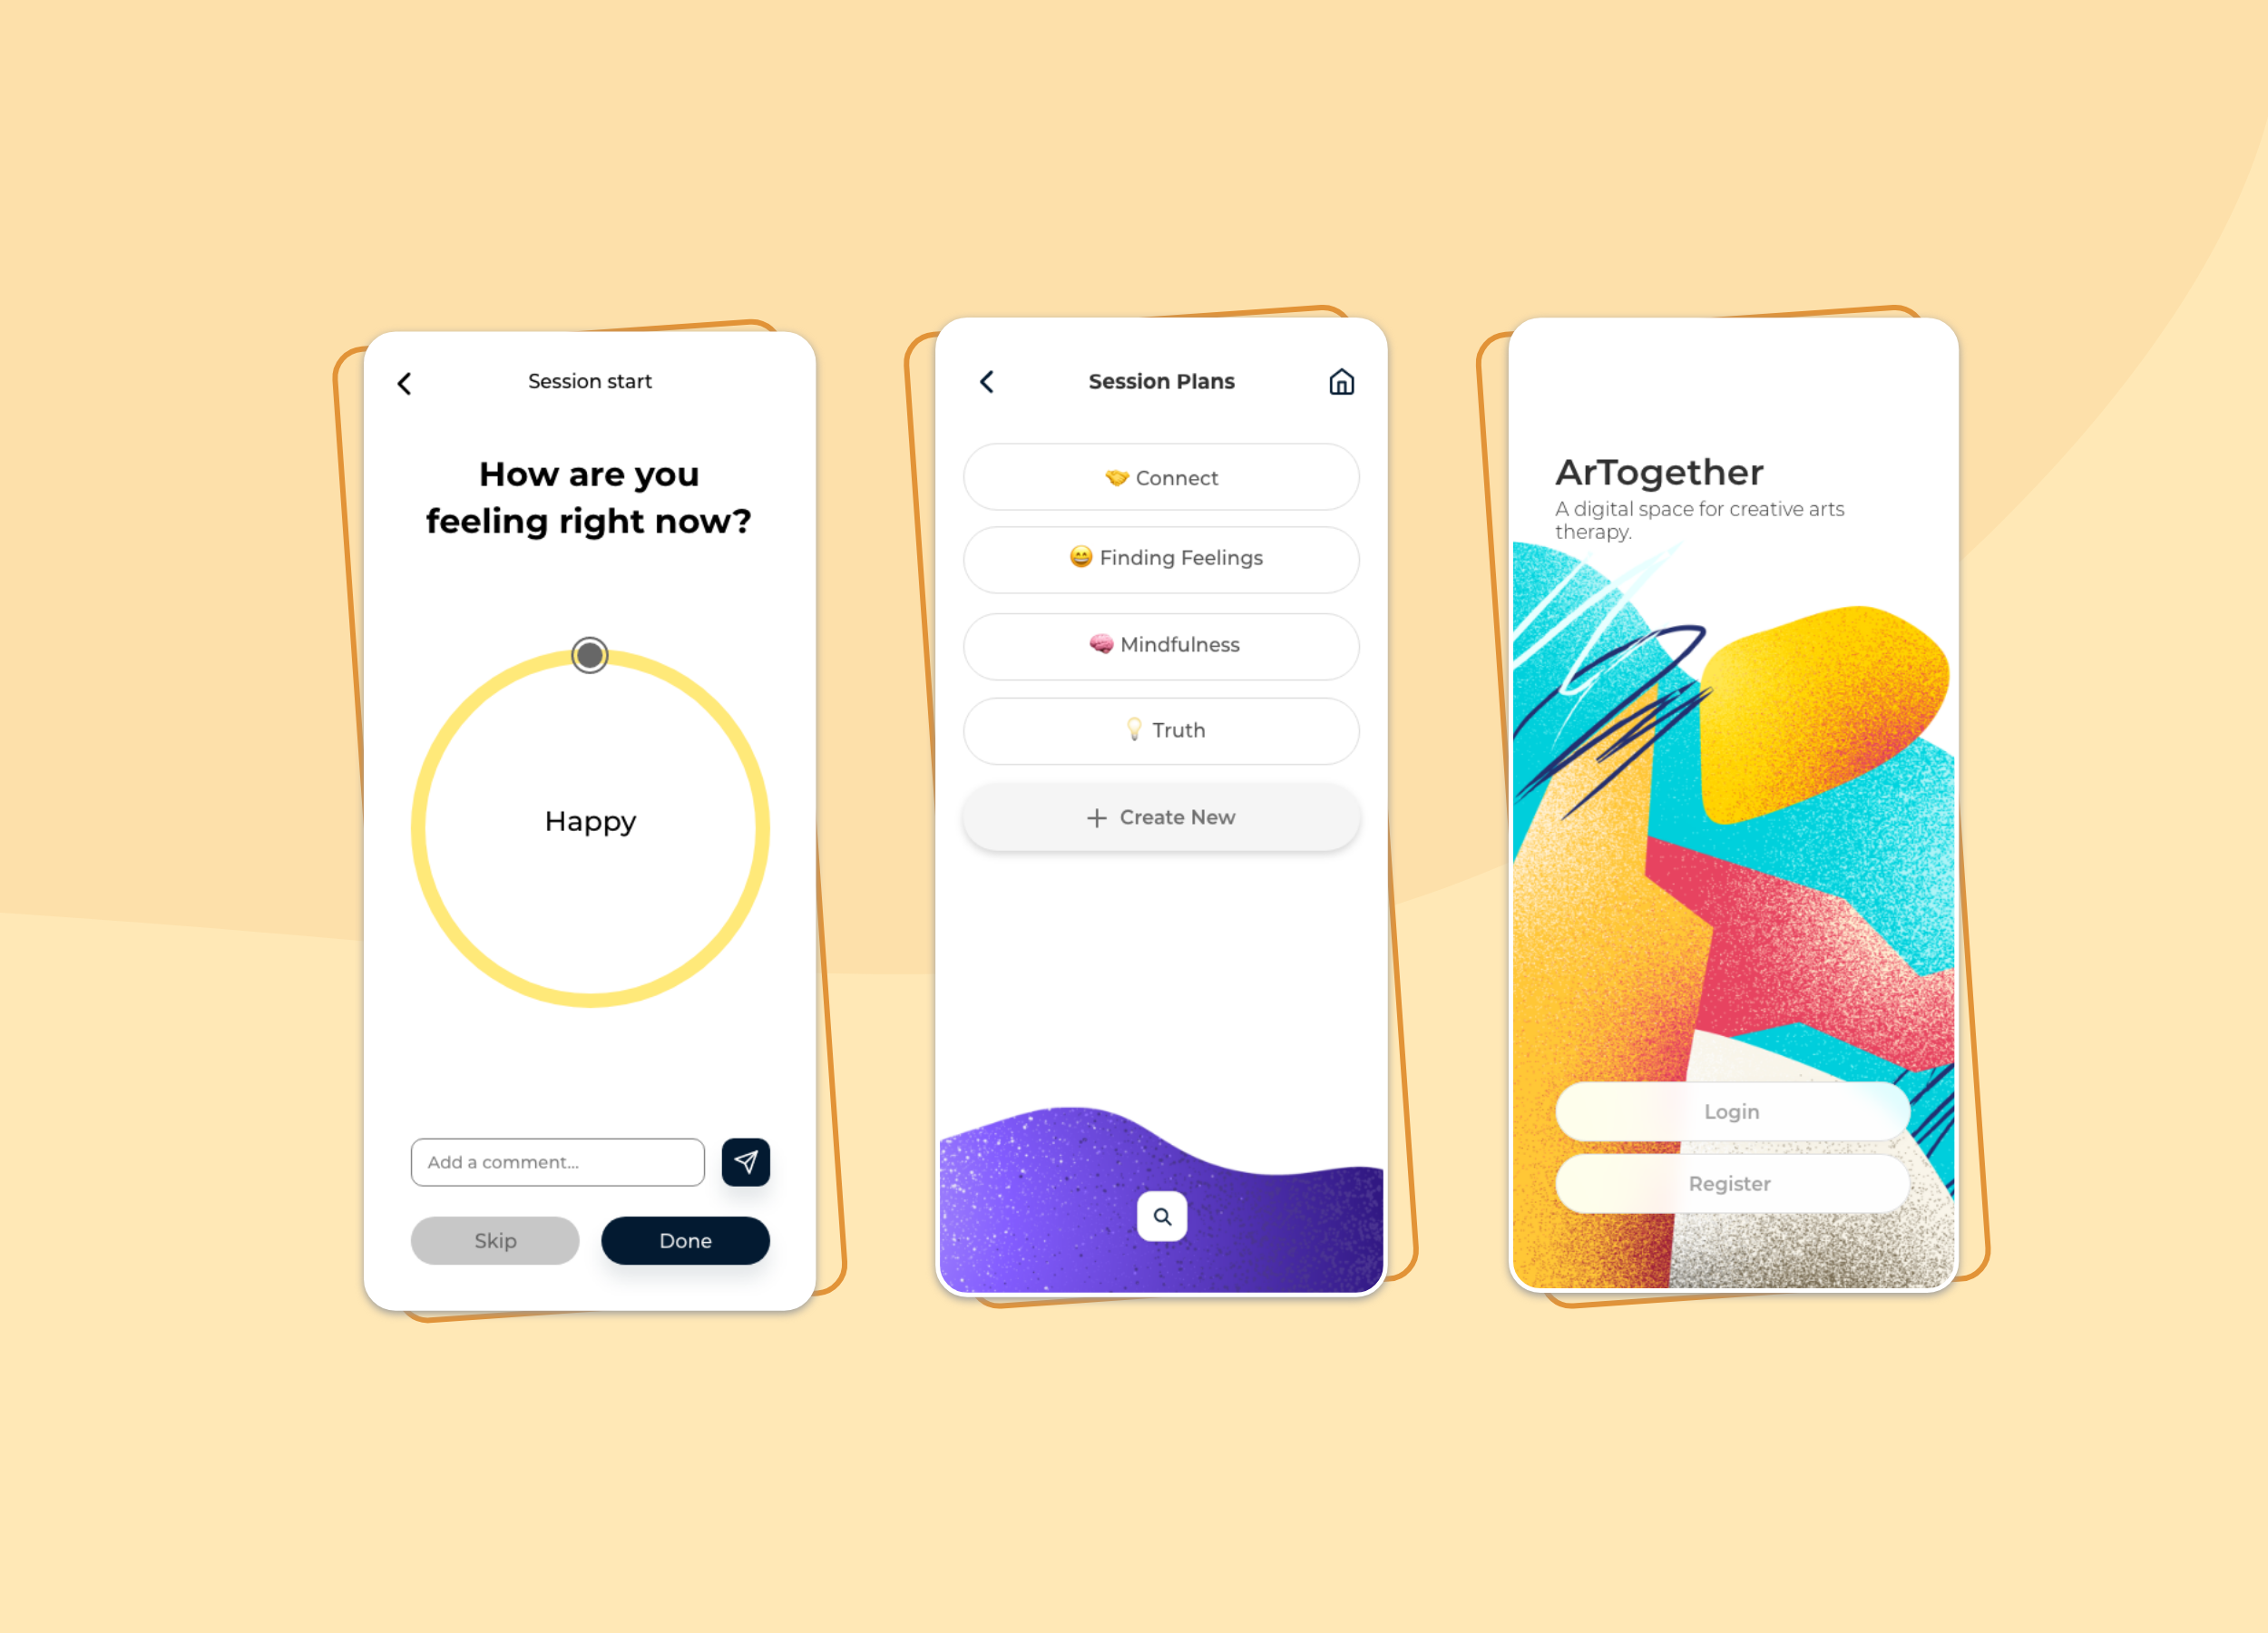 Session start
How are you
feeling right now?
Happy
Add a comment...
Skip
Done
Session Plans
🤝 Connect
😄 Finding Feelings
🧠 Mindfulness
💡 Truth
+ Create New
ArTogether
A digital space for creative arts
therapy.
Login
Register